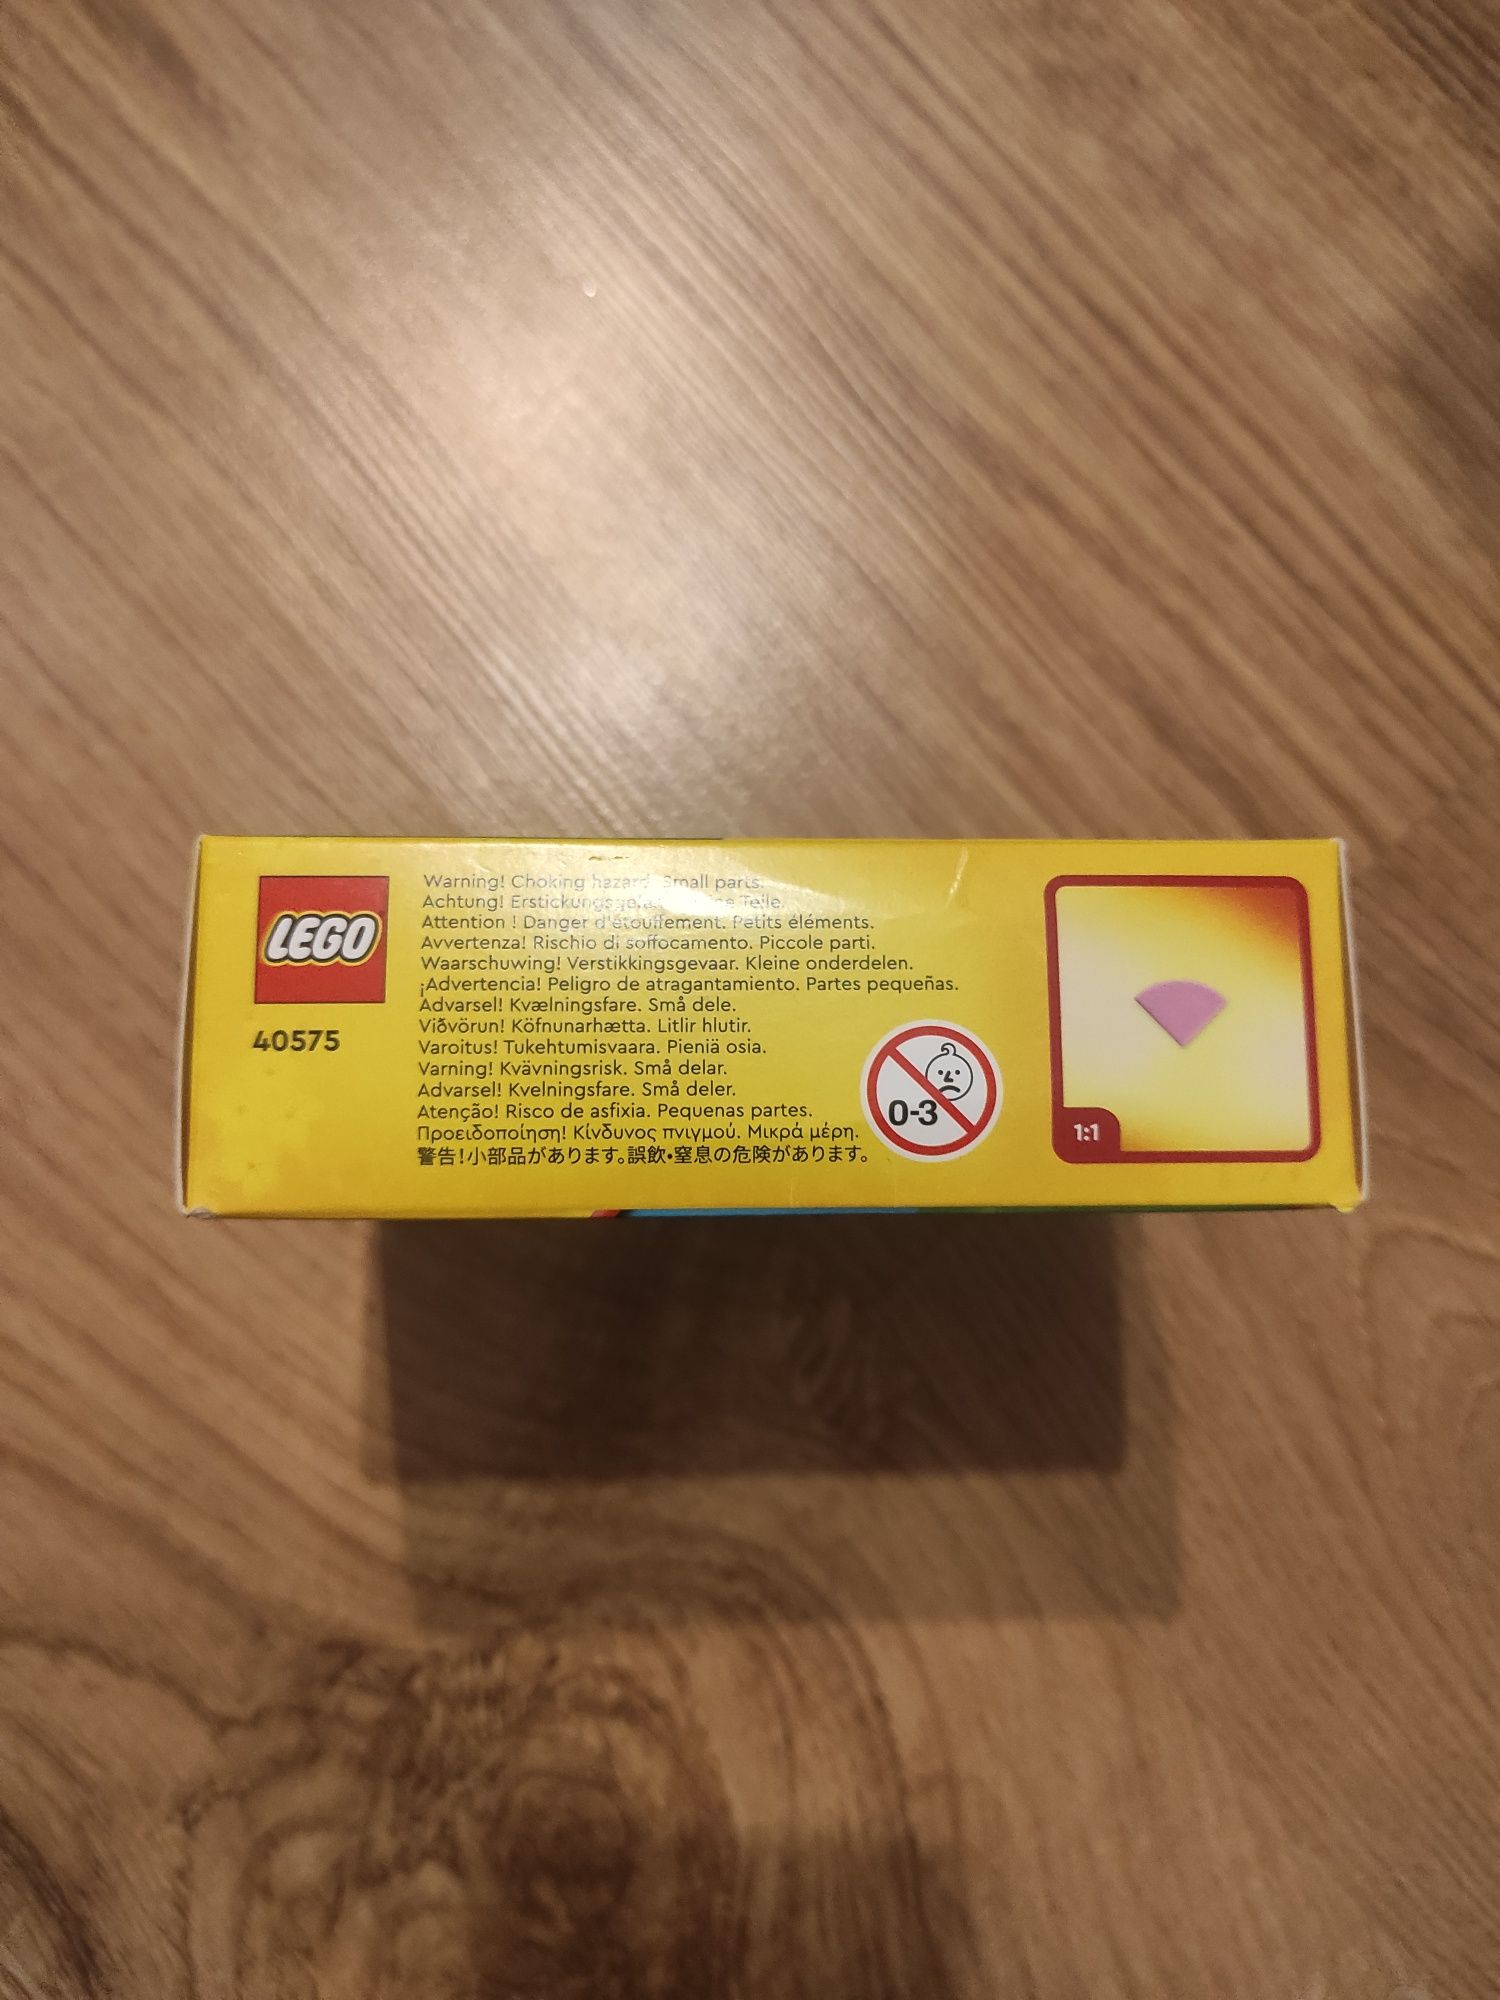 LEGO
40575
Warning! Choking hazard. Small parts.
Achtung! Teile.
Attention ! Danger d'étouffement. Petits éléments.
Avvertenza! Rischio di soffocamento. Piccole parti.
Waarschuwing! Verstikkingsgevaar. Kleine onderdelen.
¡Advertencia! Peligro de atragantamiento. Partes pequeñas.
Advarsel! Kvælningsfare. Små dele.
Viðvörun! Köfnunarhætta. Litlir hlutir.
Varoitus! Tukehtumisvaara. Pieniä osia.
Varning! Kvävningsrisk. Små delar.
Advarsel! Kvelningsfare. Små deler.
Atenção! Risco de asfixia. Pequenas partes.
Προειδοποίηση! Κίνδυνος πνιγμού. Μικρά μέρη.
警告!小部品があります。誤飲・窒息の危険があります。
0-3
1:1